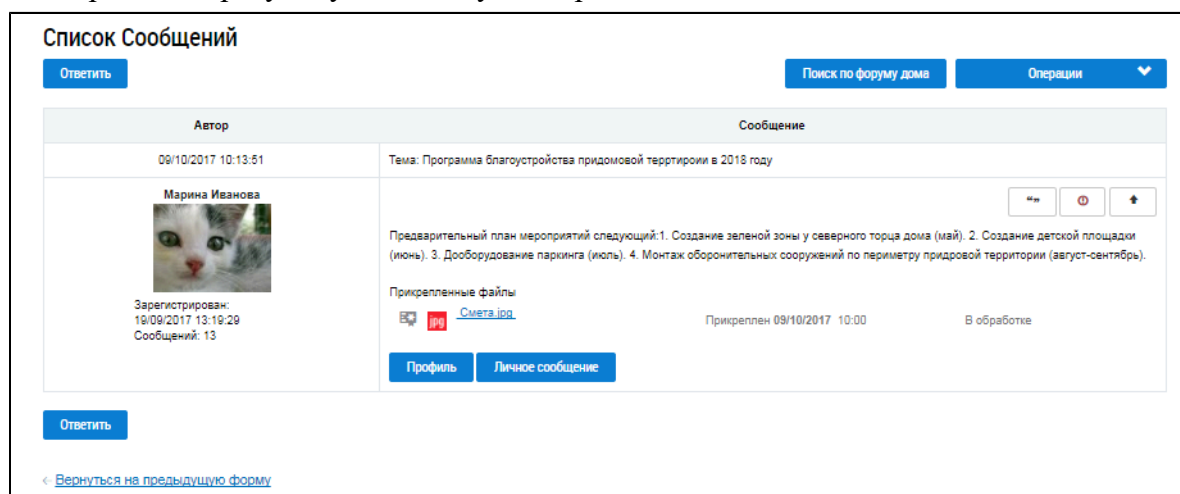 Список Сообщений
Ответить
Поиск по форуму дома
Операции
Автор
Сообщение
09/10/2017 10:13:51
Тема: Программа благоустройства придомовой терртироии в 2018 году
Марина Иванова
Предварительный план мероприятий следующий:1. Создание зеленой зоны у северного торца дома (май). 2. Создание детской площадки
(июнь). 3. Дооборудование паркинга (июль). 4. Монтаж оборонительных сооружений по периметру придровой территории (август-сентябрь).
Зарегистрирован:
19/09/2017 13:19:29
Сообщений: 13
Прикрепленные файлы
jpg Смета.jpg Прикреплен 09/10/2017 10:00 В обработке
Профиль
Личное сообщение
Ответить
Вернуться на предыдущую форму